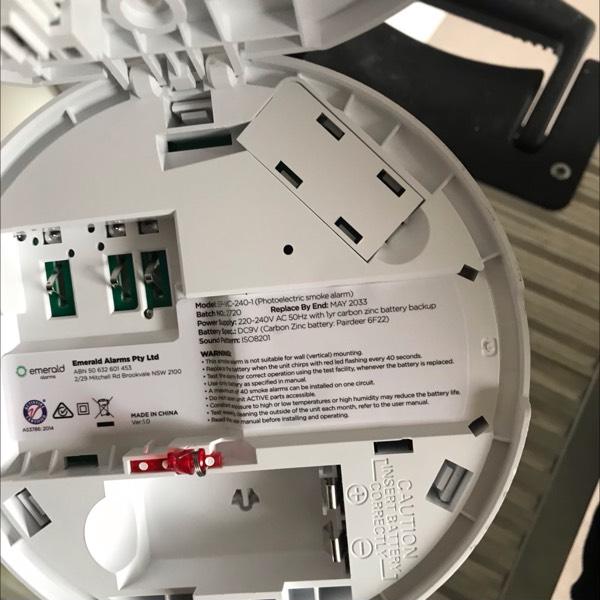 Model: EHC-240-1 (Photoelectric smoke alarm)
Batch NO.: 2720 Replace By End: MAY 2033
Power Supply: 220-240V AC 50Hz with 1yr carbon zinc battery backup
Battery Spec.: DC9V (Carbon Zinc battery: Pairdeer 6F22)
Sound Pattern: ISO8201
WARNING:
• This smoke alarm is not suitable for wall (vertical) mounting.
• Replace battery when the unit chirps with red led flashing every 40 seconds.
• Test the alarm for correct operation using the test facility, whenever the battery is replaced.
• Use only battery as specified in manual.
• A maximum of 40 smoke alarms can be installed on one circuit.
• Do not open unit ACTIVE parts accessible.
• Constant exposure to high or low temperatures or high humidity may reduce the battery life.
• Test weekly, cleaning the outside of the unit each month, refer to the user manual.
• Read the user manual before installing and operating.
emerald
alarms
Emerald Alarms Pty Ltd
ABN 50 632 601 453
2/29 Mitchell Rd Brookvale NSW 2100
AS3786: 2014
MADE IN CHINA
Ver: 1.0
CAUTION
INSERT BATTERY
CORRECTLY